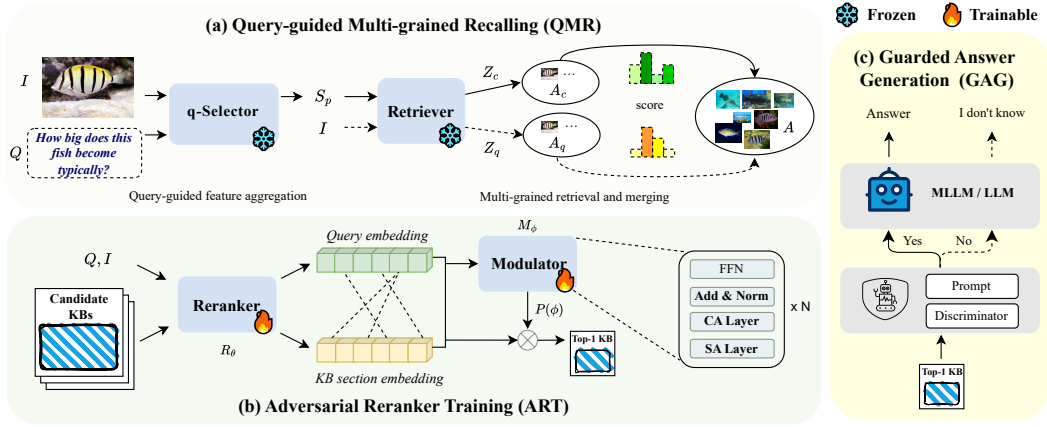 (a) Query-guided Multi-grained Recalling (QMR)
I
Q
How big does this
fish become
typically?
q-Selector
S_p
I
Retriever
Z_c
Z_q
...
A_c
...
A_q
score
A
Query-guided feature aggregation
Multi-grained retrieval and merging
Q, I
Candidate
KBs
Reranker
R_θ
Query embedding
KB section embedding
M_ϕ
Modulator
P(ϕ)
Top-1 KB
FFN
Add & Norm
CA Layer
SA Layer
x N
(b) Adversarial Reranker Training (ART)
Frozen
Trainable
(c) Guarded Answer
Generation (GAG)
Answer
I don't know
MLLM / LLM
Yes
No
Prompt
Discriminator
Top-1 KB